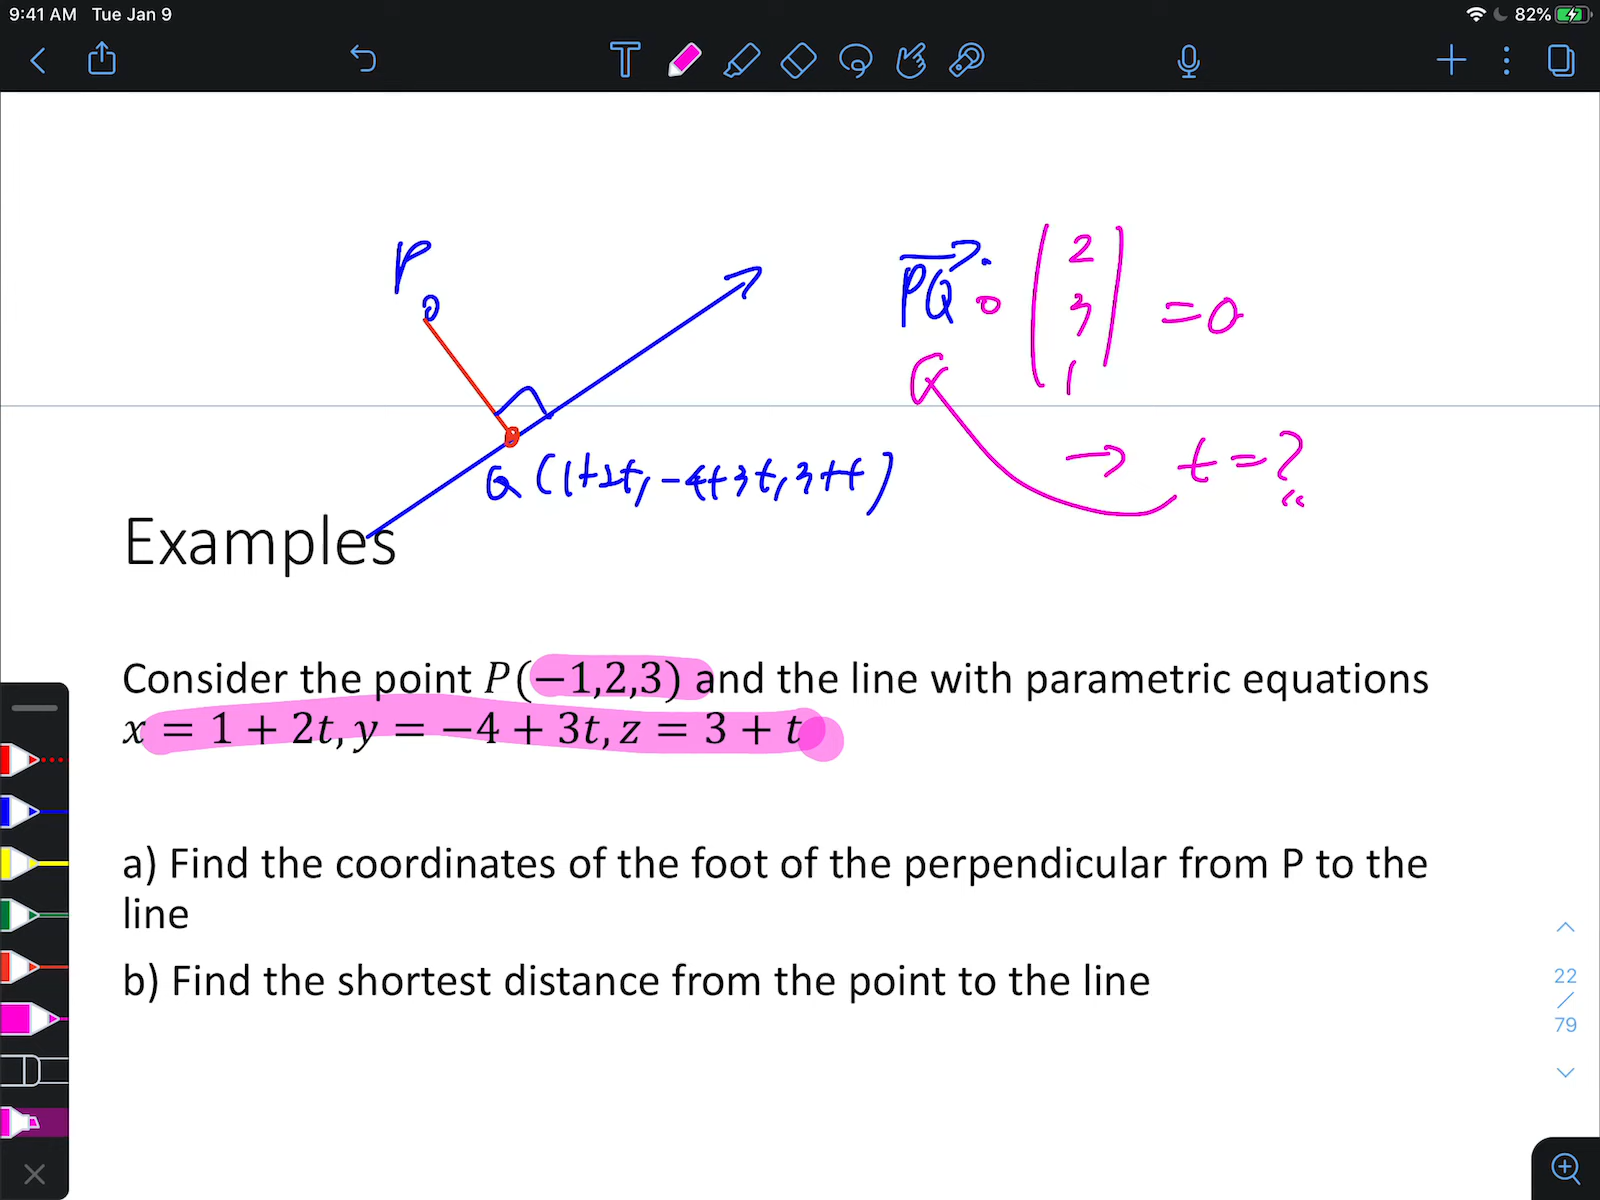 9:41 AM Tue Jan 9
82%
T
P
Q (1+2t, -4+3t, 3+t)
PQ · (2 3 1) = 0
Q
→ t = ?
Examples
Consider the point P(−1,2,3) and the line with parametric equations
x = 1 + 2t, y = −4 + 3t, z = 3 + t
a) Find the coordinates of the foot of the perpendicular from P to the
line
b) Find the shortest distance from the point to the line
22
/
79